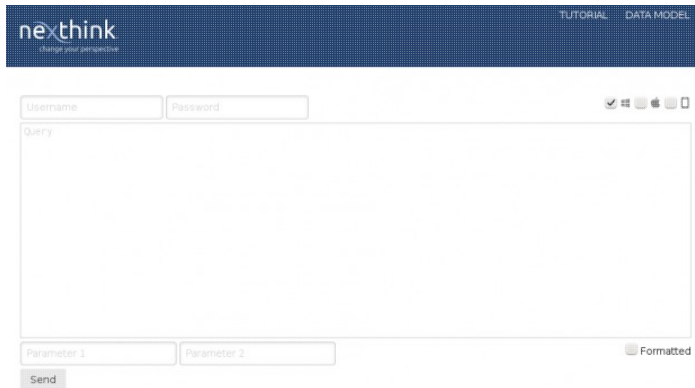 nexthink
change your perspective
TUTORIAL DATA MODEL
Username Password
Query
Parameter 1 Parameter 2
Formatted
Send